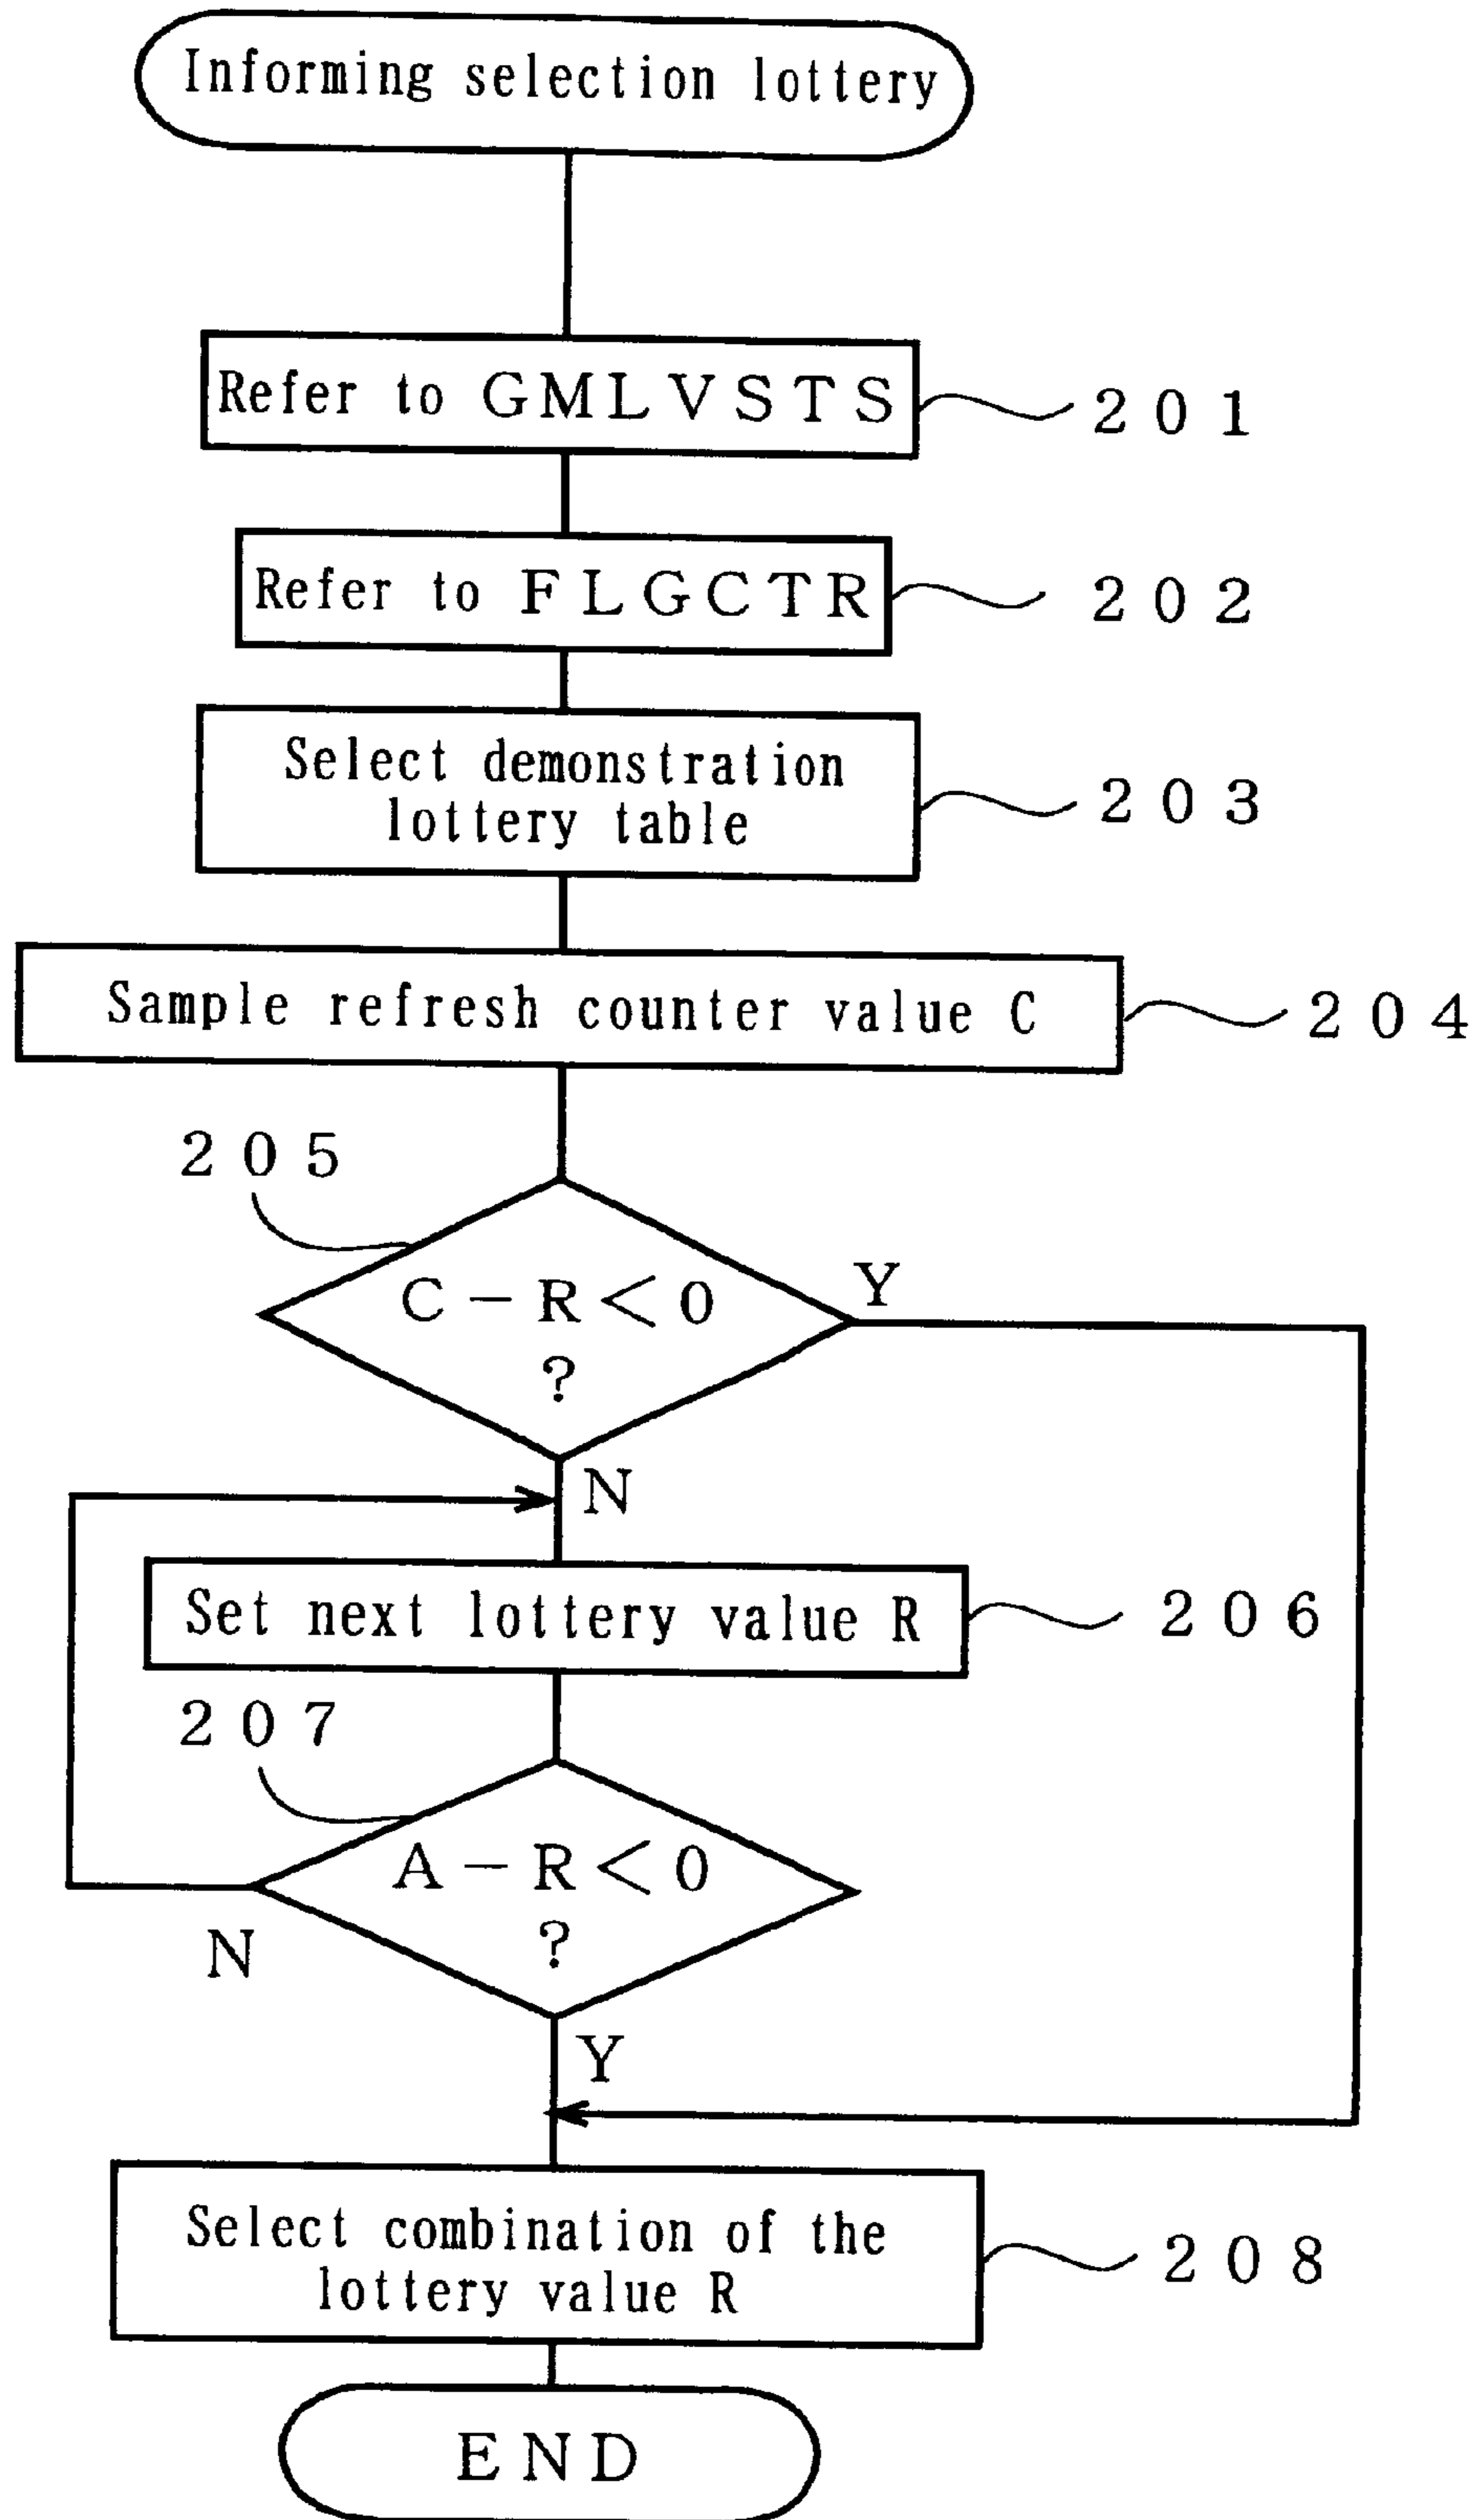 Informing selection lottery
Refer to GMLVSTS
201
Refer to FLGCTR
202
Select demonstration
lottery table
203
Sample refresh counter value C
204
205
C－R＜0
?
Y
N
Set next lottery value R
206
207
A－R＜0
?
N
Y
Select combination of the
lottery value R
208
END